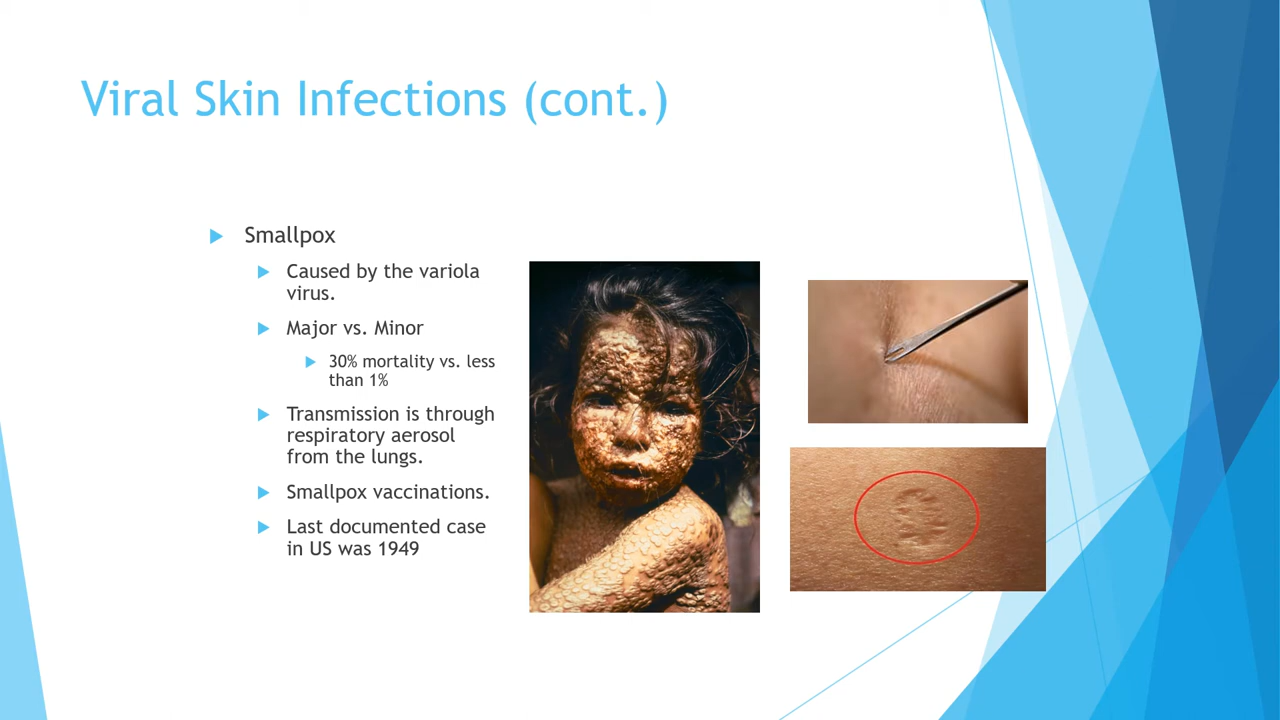 Viral Skin Infections (cont.)
Smallpox
Caused by the variola
virus.
Major vs. Minor
30% mortality vs. less
than 1%
Transmission is through
respiratory aerosol
from the lungs.
Smallpox vaccinations.
Last documented case
in US was 1949